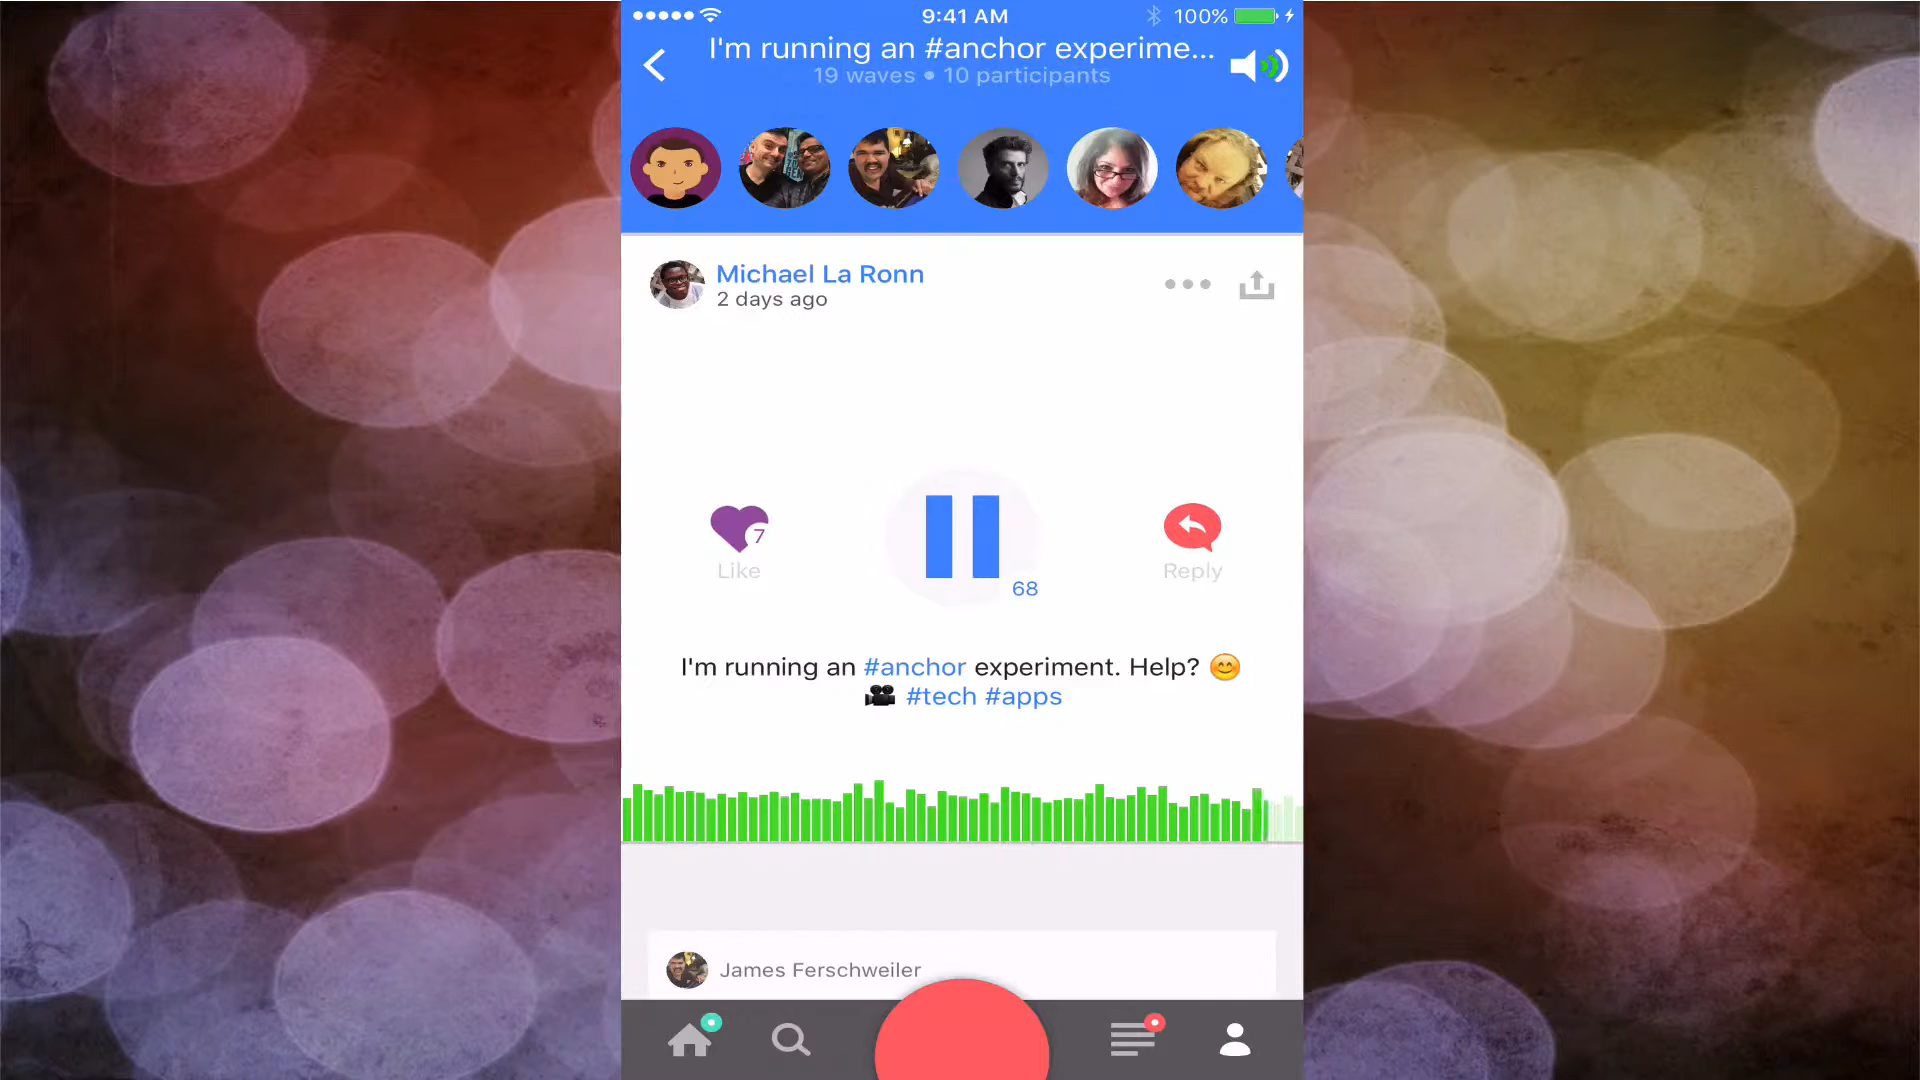 9:41 AM
100%
I'm running an #anchor experime...
19 waves • 10 participants
Michael La Ronn
2 days ago
7
Like
68
Reply
I'm running an #anchor experiment. Help? 😊
🎥 #tech #apps
James Ferschweiler